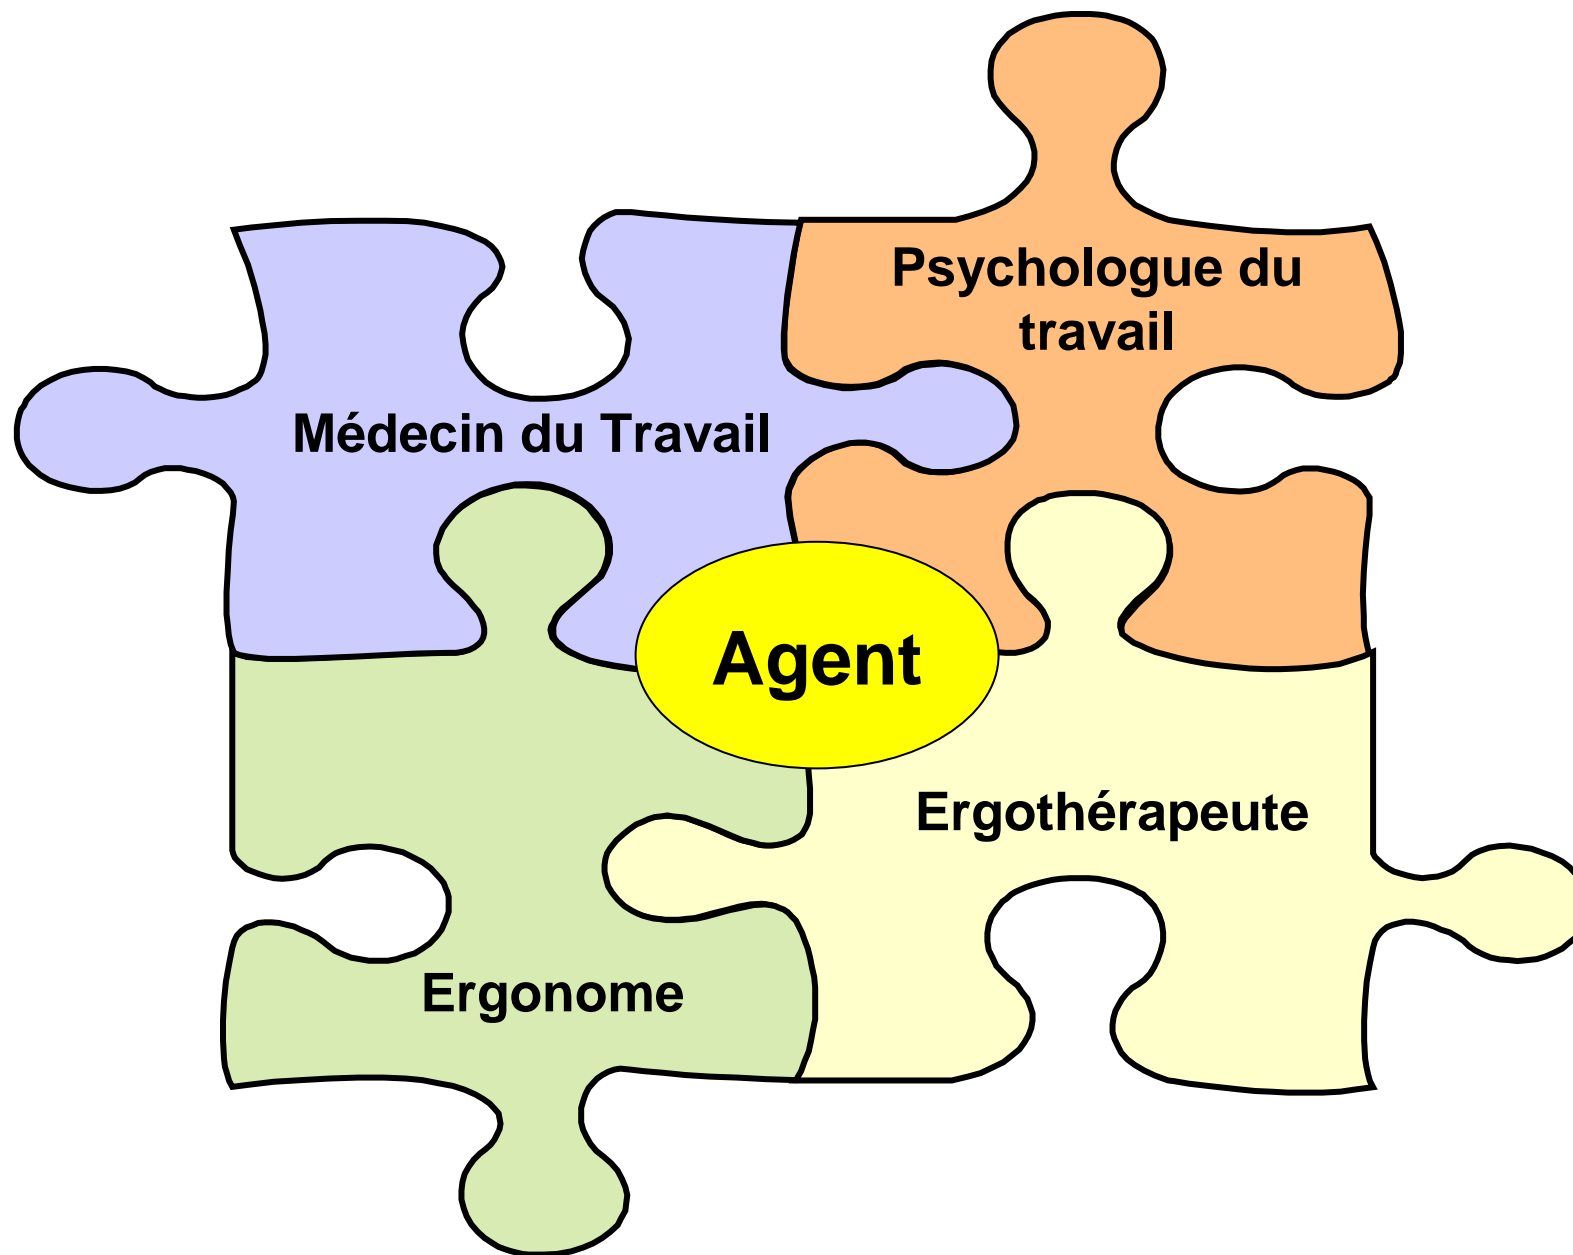 Psychologue du
travail
Médecin du Travail
Agent
Ergothérapeute
Ergonome